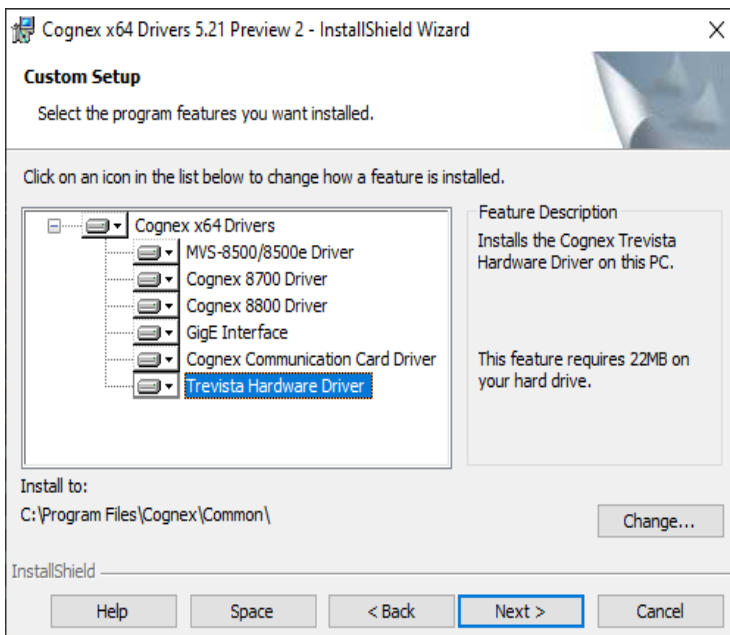 Cognex x64 Drivers 5.21 Preview 2 - InstallShield Wizard
Custom Setup
Select the program features you want installed.
Click on an icon in the list below to change how a feature is installed.
Cognex x64 Drivers
MVS-8500/8500e Driver
Cognex 8700 Driver
Cognex 8800 Driver
GigE Interface
Cognex Communication Card Driver
Trevista Hardware Driver
Feature Description
Installs the Cognex Trevista
Hardware Driver on this PC.
This feature requires 22MB on
your hard drive.
Install to:
C:\Program Files\Cognex\Common\
Change...
InstallShield
Help
Space
< Back
Next >
Cancel